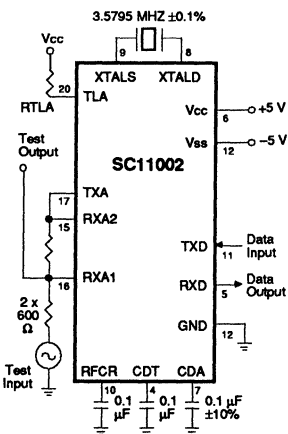 3.5795 MHZ ±0.1%
Vcc
9
8
XTALS
XTALD
20
TLA
RTLA
Vcc
6
+5 V
Vss
12
−5 V
Test
Output
SC11002
TXA
17
RXA2
15
TXD
11
Data
Input
RXA1
16
RXD
5
Data
Output
2 x
600
Ω
GND
12
Test
Input
RFCR
CDT
CDA
10
4
7
0.1
µF
0.1
µF
0.1 µF
±10%